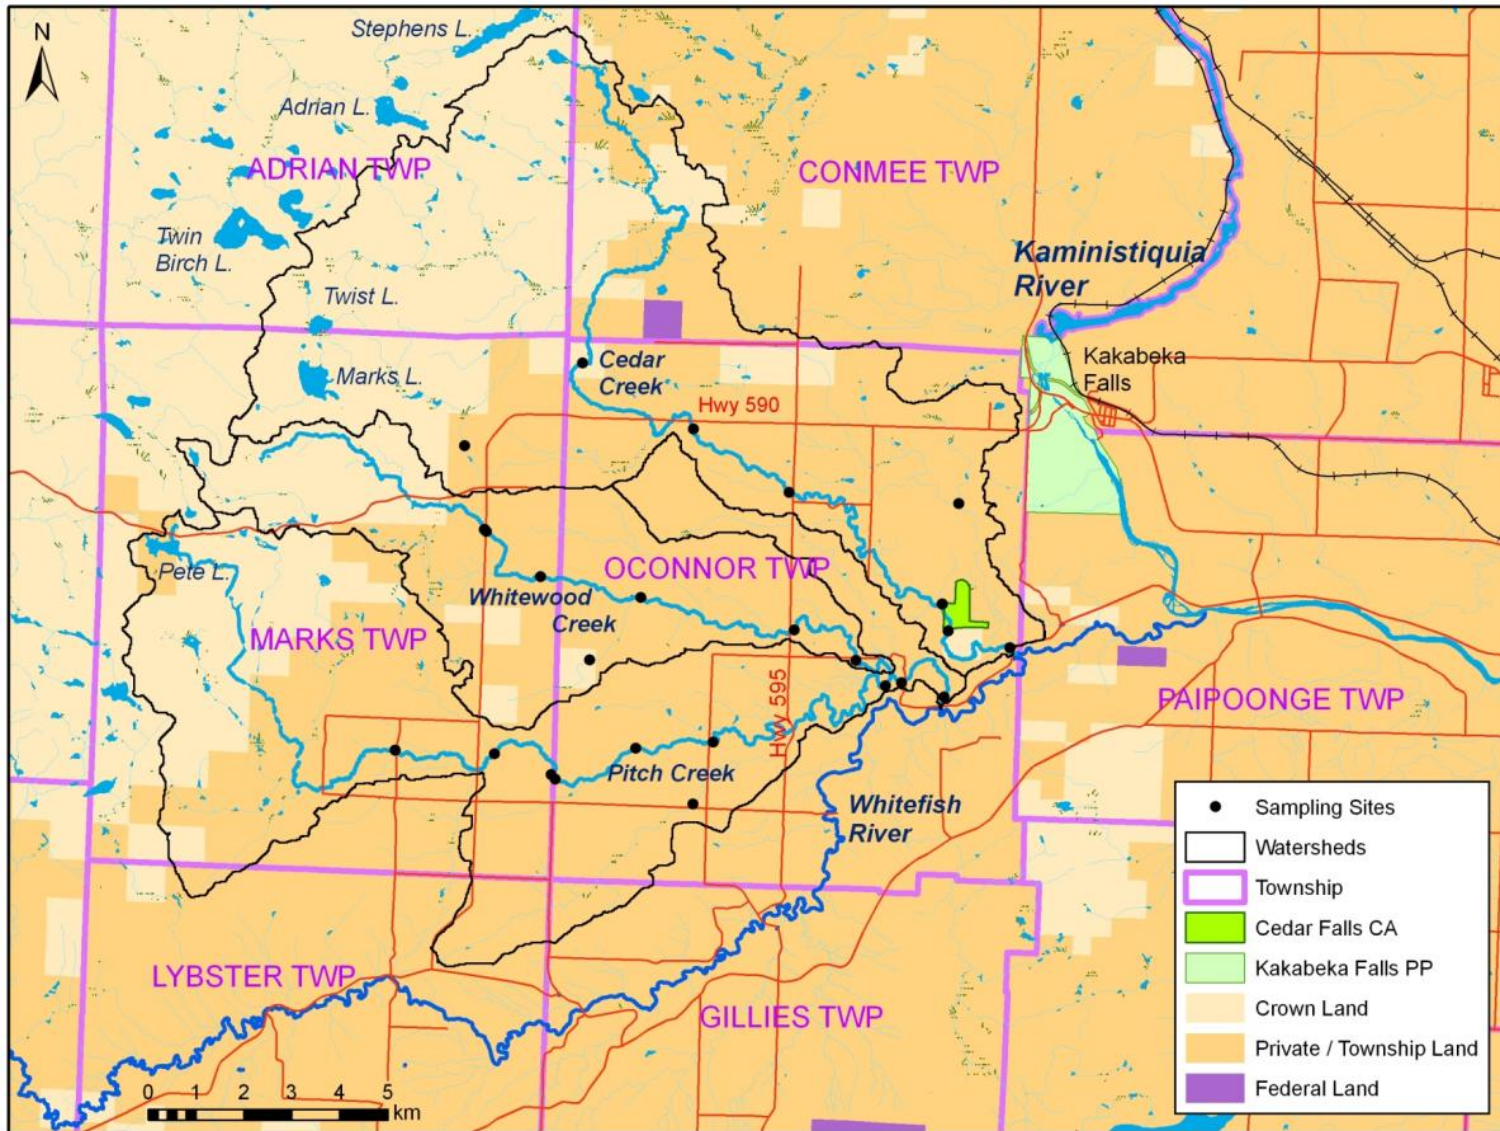 N
Stephens L.
Adrian L.
ADRIAN TWP
CONMEE TWP
Twin
Birch L.
Kaministiquia
River
Twist L.
Cedar
Creek
Kakabeka
Falls
Marks L.
Hwy 590
OCONNOR TWP
Pete L.
Whitewood
Creek
MARKS TWP
Hwy 595
PAIPOONGE TWP
Pitch Creek
Whitefish
River
LYBSTER TWP
GILLIES TWP
Sampling Sites
Watersheds
Township
Cedar Falls CA
Kakabeka Falls PP
Crown Land
Private / Township Land
Federal Land
0 1 2 3 4 5
km